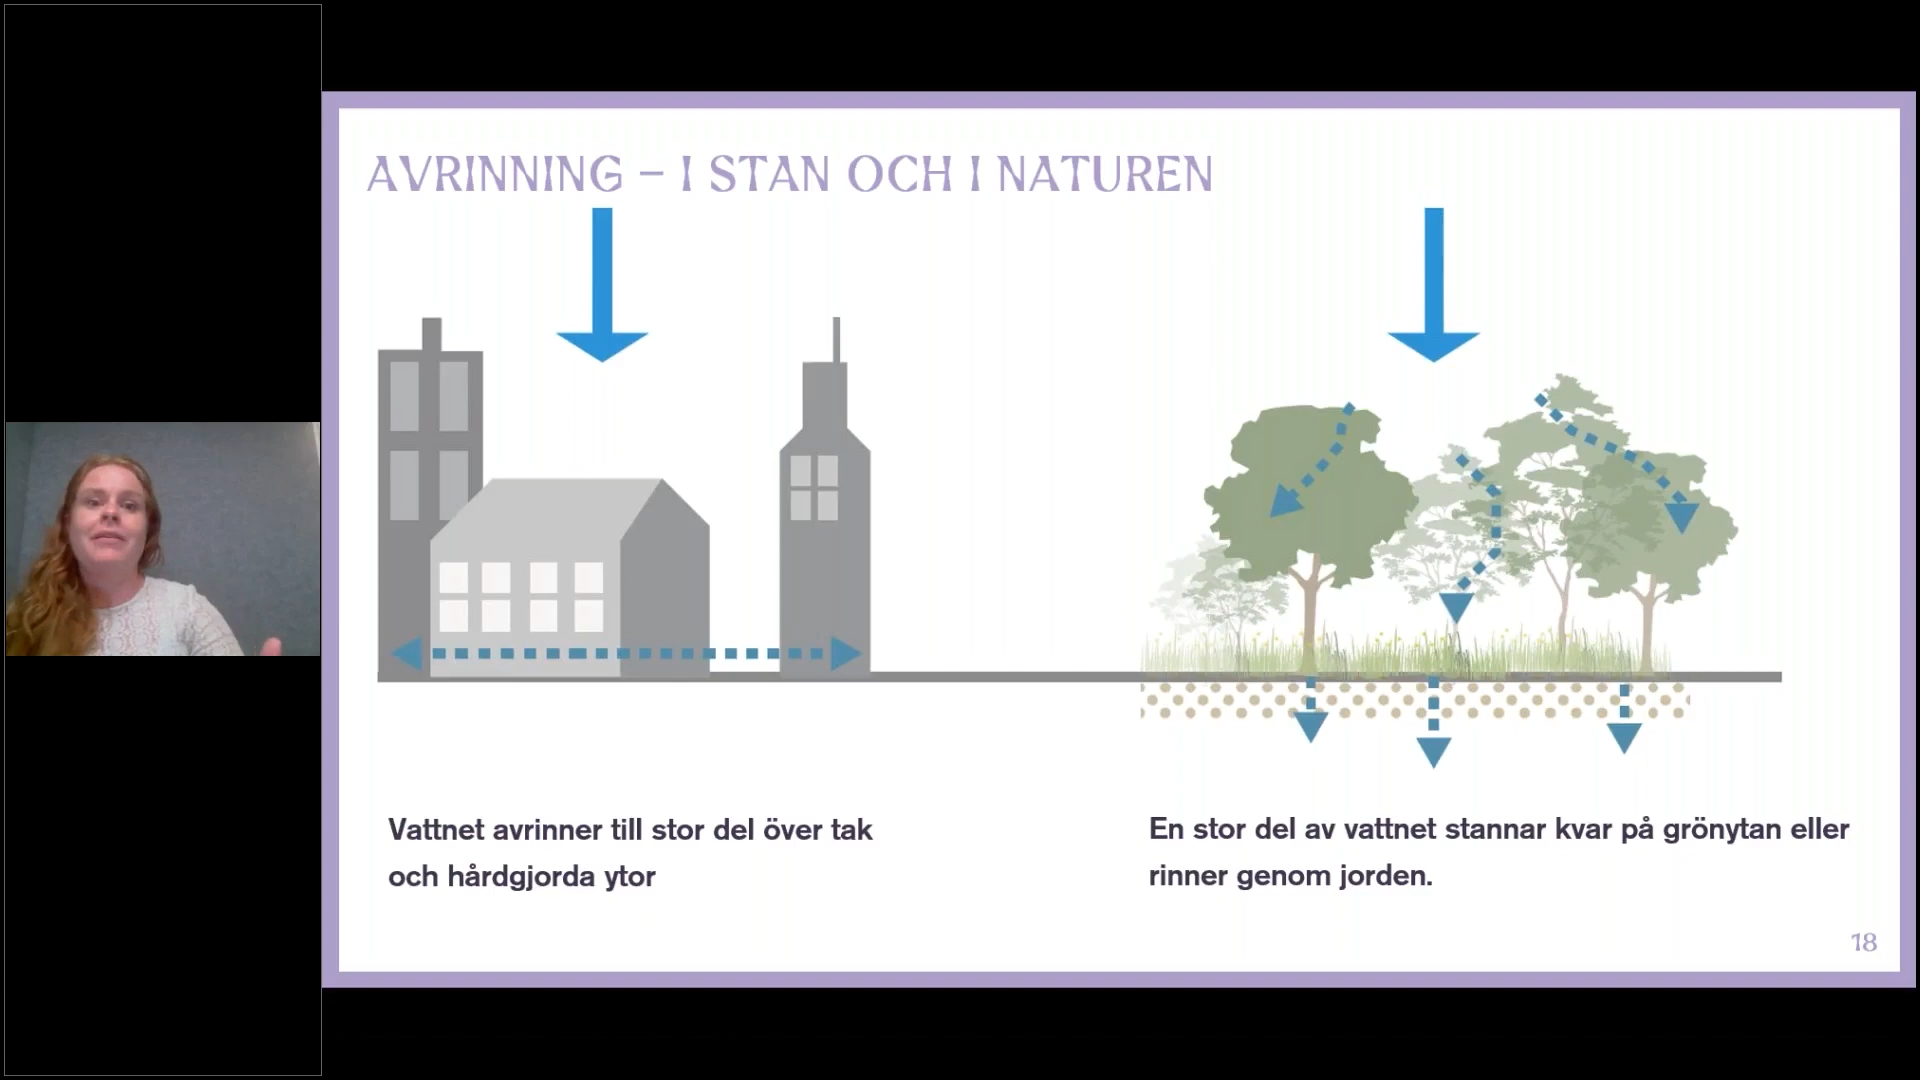 AVRINNING – I STAN OCH I NATUREN
Vattnet avrinner till stor del över tak
och hårdgjorda ytor
En stor del av vattnet stannar kvar på grönytan eller
rinner genom jorden.
18